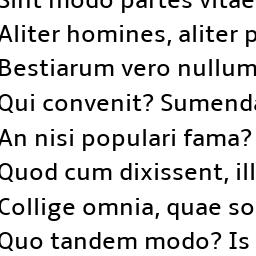 Sint modo partes vitae
Aliter homines, aliter p
Bestiarum vero nullum
Qui convenit? Sumenda
An nisi populari fama?
Quod cum dixissent, ill
Collige omnia, quae so
Quo tandem modo? Is